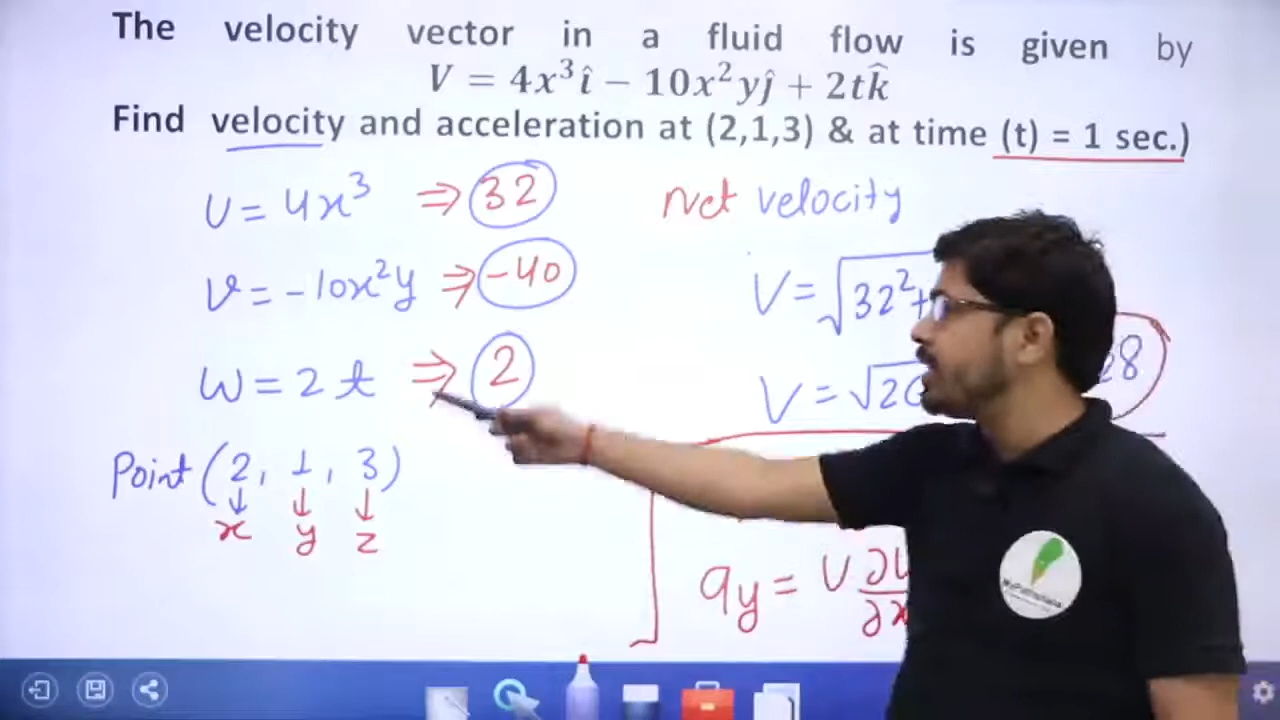 The velocity vector in a fluid flow is given by
V = 4x³î − 10x²yĵ + 2tk̂
Find velocity and acceleration at (2,1,3) & at time (t) = 1 sec.)
U = 4x³ ⇒ 32
V = -10x²y ⇒ -40
W = 2t ⇒ 2
Point (2, 1, 3)
↓ ↓ ↓
x y z
Net velocity
V = √32²+
V = √26
28
ay = U ∂U
∂x